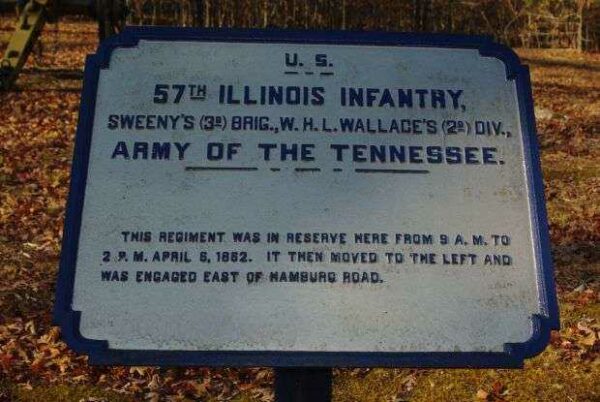 U. S.
57TH ILLINOIS INFANTRY,
SWEENY'S (3D) BRIG., W. H. L. WALLACE'S (2D) DIV.,
ARMY OF THE TENNESSEE.
THIS REGIMENT WAS IN RESERVE HERE FROM 9 A. M. TO
2 P. M. APRIL 6, 1862. IT THEN MOVED TO THE LEFT AND
WAS ENGAGED EAST OF HAMBURG ROAD.